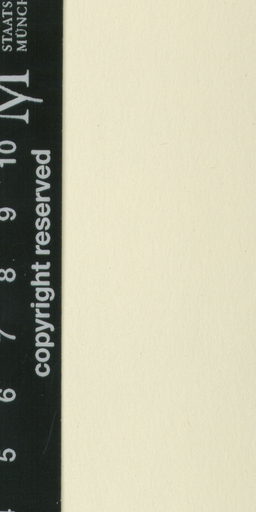 STAATS
MÜNCH
copyright reserved
5 6 7 8 9 10